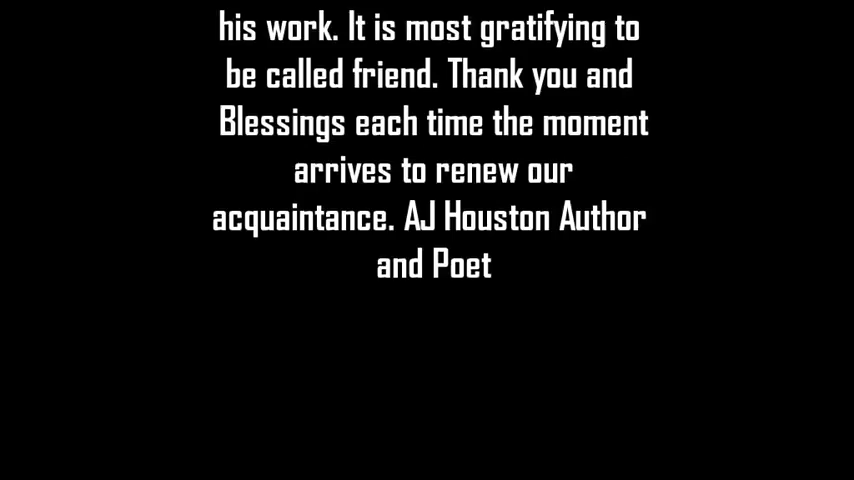 his work. It is most gratifying to
be called friend. Thank you and
Blessings each time the moment
arrives to renew our
acquaintance. AJ Houston Author
and Poet